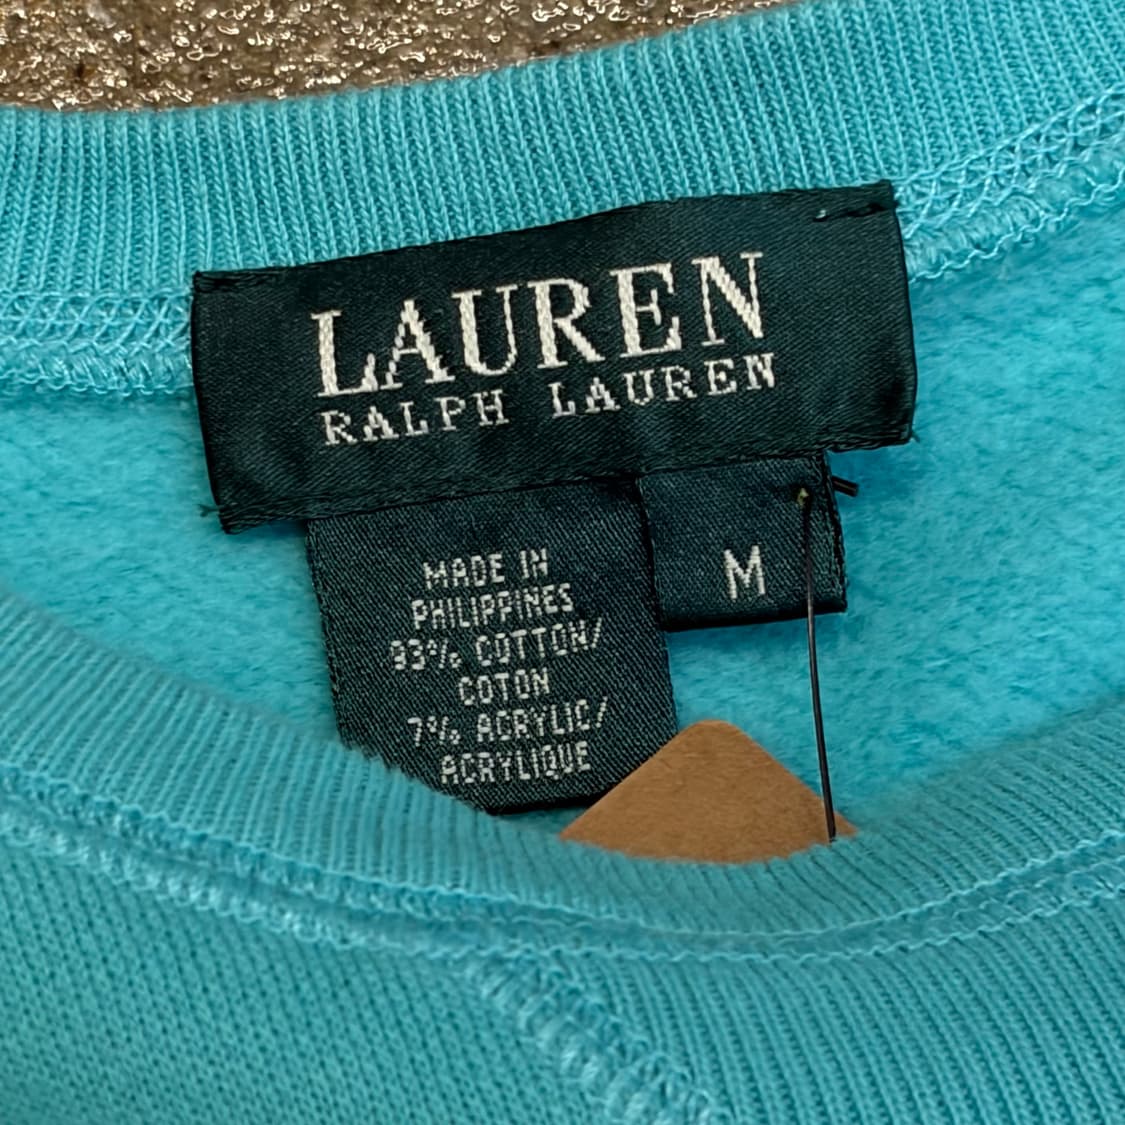 LAUREN
RALPH LAUREN
M
MADE IN
PHILIPPINES
93% COTTON/
COTON
7% ACRYLIC/
ACRYLIQUE